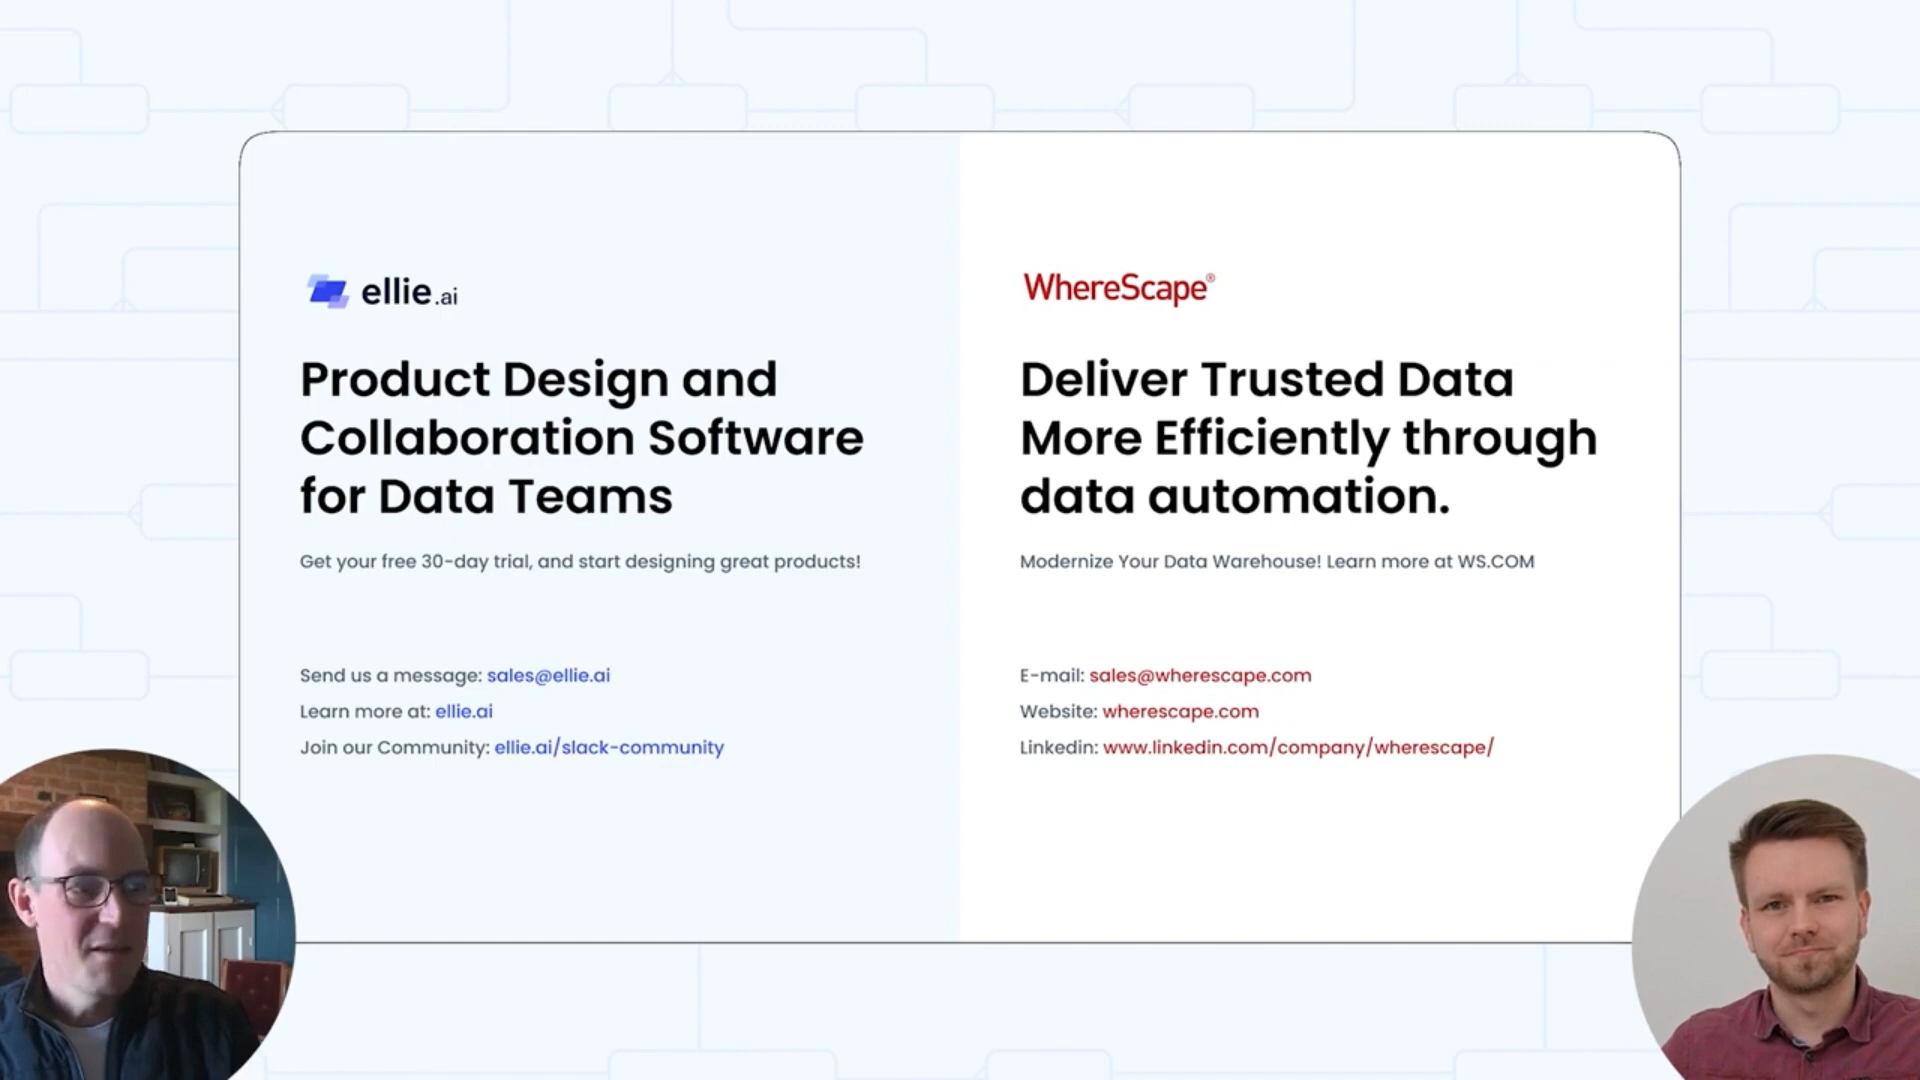 ellie.ai
Product Design and
Collaboration Software
for Data Teams
Get your free 30-day trial, and start designing great products!
Send us a message: sales@ellie.ai
Learn more at: ellie.ai
Join our Community: ellie.ai/slack-community
WhereScape®
Deliver Trusted Data
More Efficiently through
data automation.
Modernize Your Data Warehouse! Learn more at WS.COM
E-mail: sales@wherescape.com
Website: wherescape.com
Linkedin: www.linkedin.com/company/wherescape/